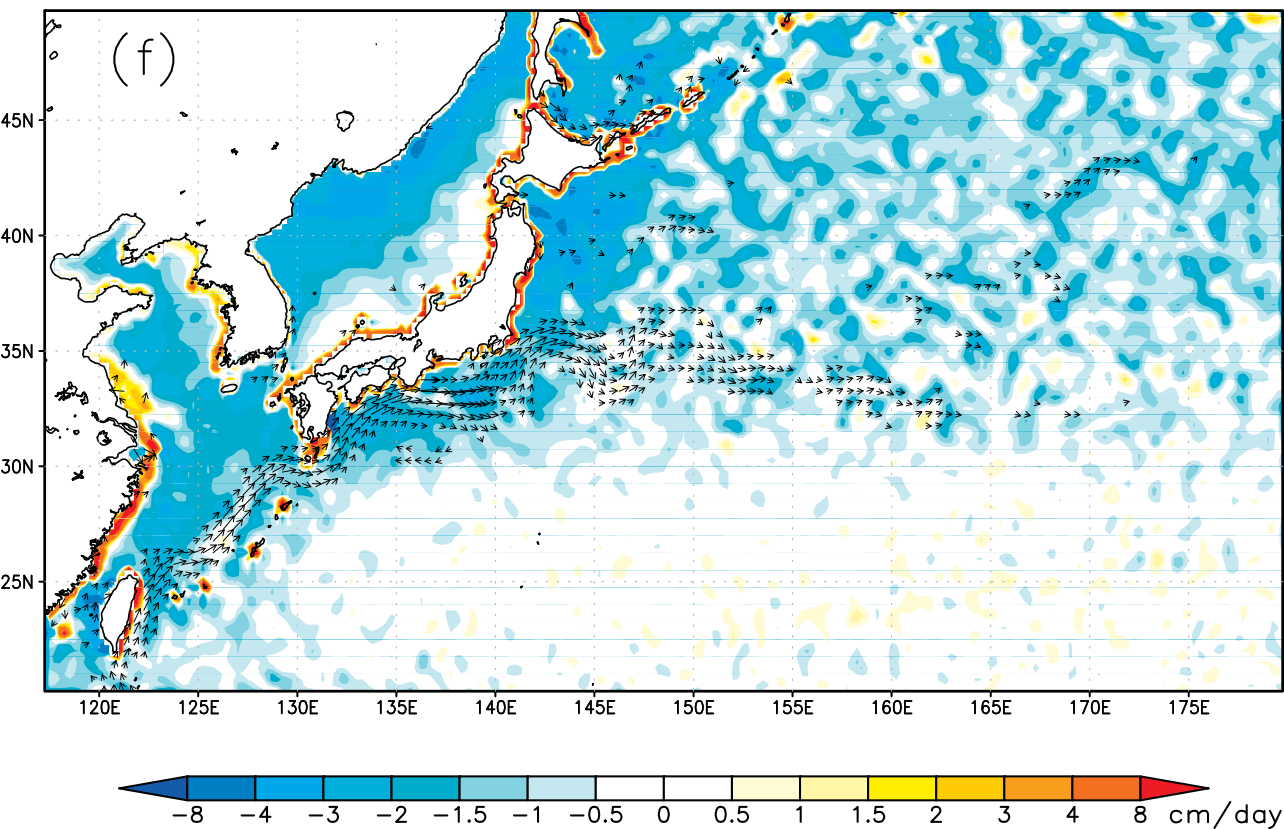 (f)
45N
40N
35N
30N
25N
120E 125E 130E 135E 140E 145E 150E 155E 160E 165E 170E 175E
−8 −4 −3 −2 −1.5 −1 −0.5 0 0.5 1 1.5 2 3 4 8 cm/day